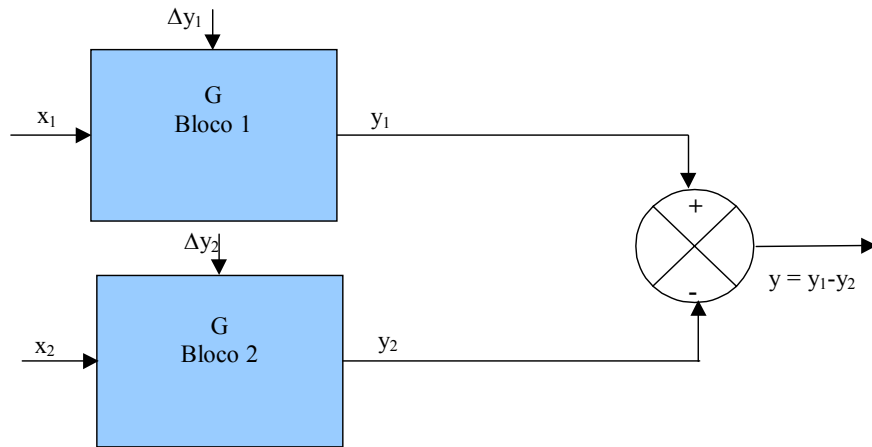 Δy₁
G
Bloco 1
x₁
y₁
+
Δy₂
-
y = y₁-y₂
G
Bloco 2
x₂
y₂